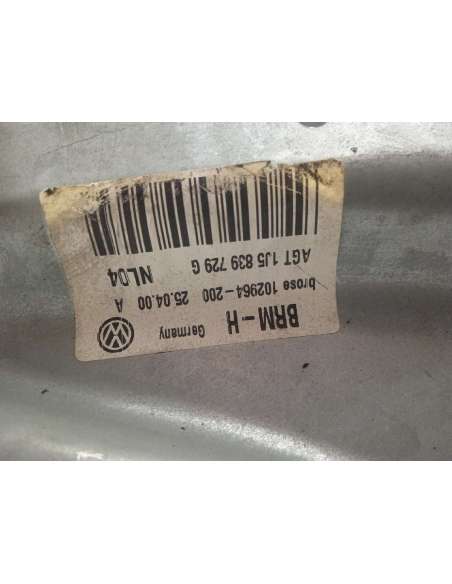 BRM-H Germany
brose 102964-200 25.04.00 A
AGT 1J5 839 729 G NL04